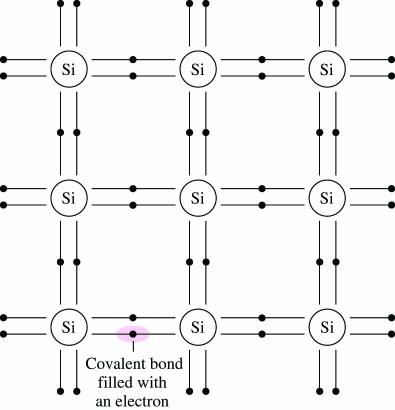 Si Si Si
Si Si Si
Si Si Si
Covalent bond
filled with
an electron